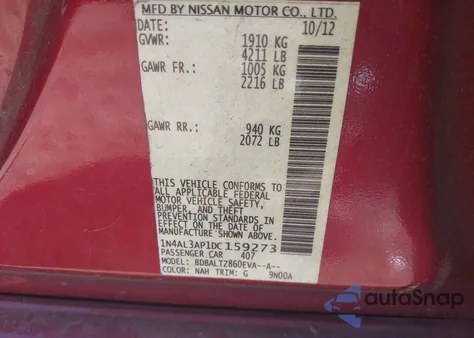 MFD BY NISSAN MOTOR CO., LTD.
DATE: 10/12
GVWR: 1910 KG
4211 LB
GAWR FR.: 1005 KG
2216 LB
GAWR RR.: 940 KG
2072 LB
THIS VEHICLE CONFORMS TO
ALL APPLICABLE FEDERAL
MOTOR VEHICLE SAFETY,
BUMPER, AND THEFT
PREVENTION STANDARDS IN
EFFECT ON THE DATE OF
MANUFACTURE SHOWN ABOVE.
1N4AL3AP1DC159273
PASSENGER CAR 407
MODEL: BDBALTZ860EVA--A--
COLOR: NAH TRIM: G 9N00A
autoSnap